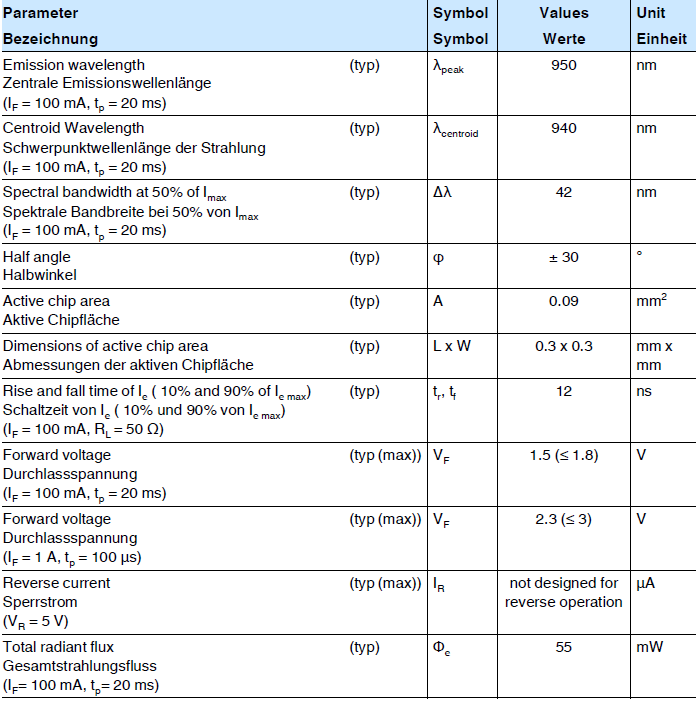 Parameter Symbol Values Unit
Bezeichnung Symbol Werte Einheit
Emission wavelength (typ) λpeak 950 nm
Zentrale Emissionswellenlänge
(IF = 100 mA, tp = 20 ms)
Centroid Wavelength (typ) λcentroid 940 nm
Schwerpunktwellenlänge der Strahlung
(IF = 100 mA, tp = 20 ms)
Spectral bandwidth at 50% of Imax (typ) Δλ 42 nm
Spektrale Bandbreite bei 50% von Imax
(IF = 100 mA, tp = 20 ms)
Half angle (typ) φ ± 30 °
Halbwinkel
Active chip area (typ) A 0.09 mm2
Aktive Chipfläche
Dimensions of active chip area (typ) L x W 0.3 x 0.3 mm x
Abmessungen der aktiven Chipfläche mm
Rise and fall time of Ie ( 10% and 90% of Ie max) (typ) tr, tf 12 ns
Schaltzeit von Ie ( 10% und 90% von Ie max)
(IF = 100 mA, RL = 50 Ω)
Forward voltage (typ (max)) VF 1.5 (≤ 1.8) V
Durchlassspannung
(IF = 100 mA, tp = 20 ms)
Forward voltage (typ (max)) VF 2.3 (≤ 3) V
Durchlassspannung
(IF = 1 A, tp = 100 µs)
Reverse current (typ (max)) IR not designed for µA
Sperrstrom reverse operation
(VR = 5 V)
Total radiant flux (typ) Φe 55 mW
Gesamtstrahlungsfluss
(IF= 100 mA, tp= 20 ms)